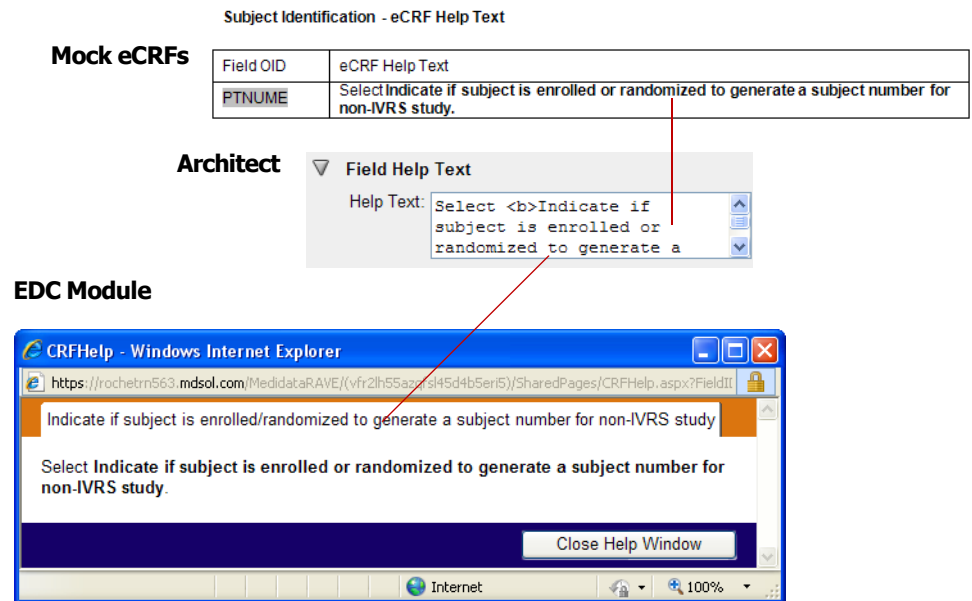 Subject Identification - eCRF Help Text
Mock eCRFs
Field OID
eCRF Help Text
PTNUME
Select Indicate if subject is enrolled or randomized to generate a subject number for
non-IVRS study.
Architect
Field Help Text
Help Text:
Select <b>Indicate if
subject is enrolled or
randomized to generate a
EDC Module
CRFHelp - Windows Internet Explorer
https://rochetrn563.mdsol.com/MedidataRAVE/ /SharedPages/CRFHelp.aspx?FieldI
Indicate if subject is enrolled/randomized to generate a subject number for non-IVRS study
Select Indicate if subject is enrolled or randomized to generate a subject number for
non-IVRS study.
Close Help Window
Internet
100%